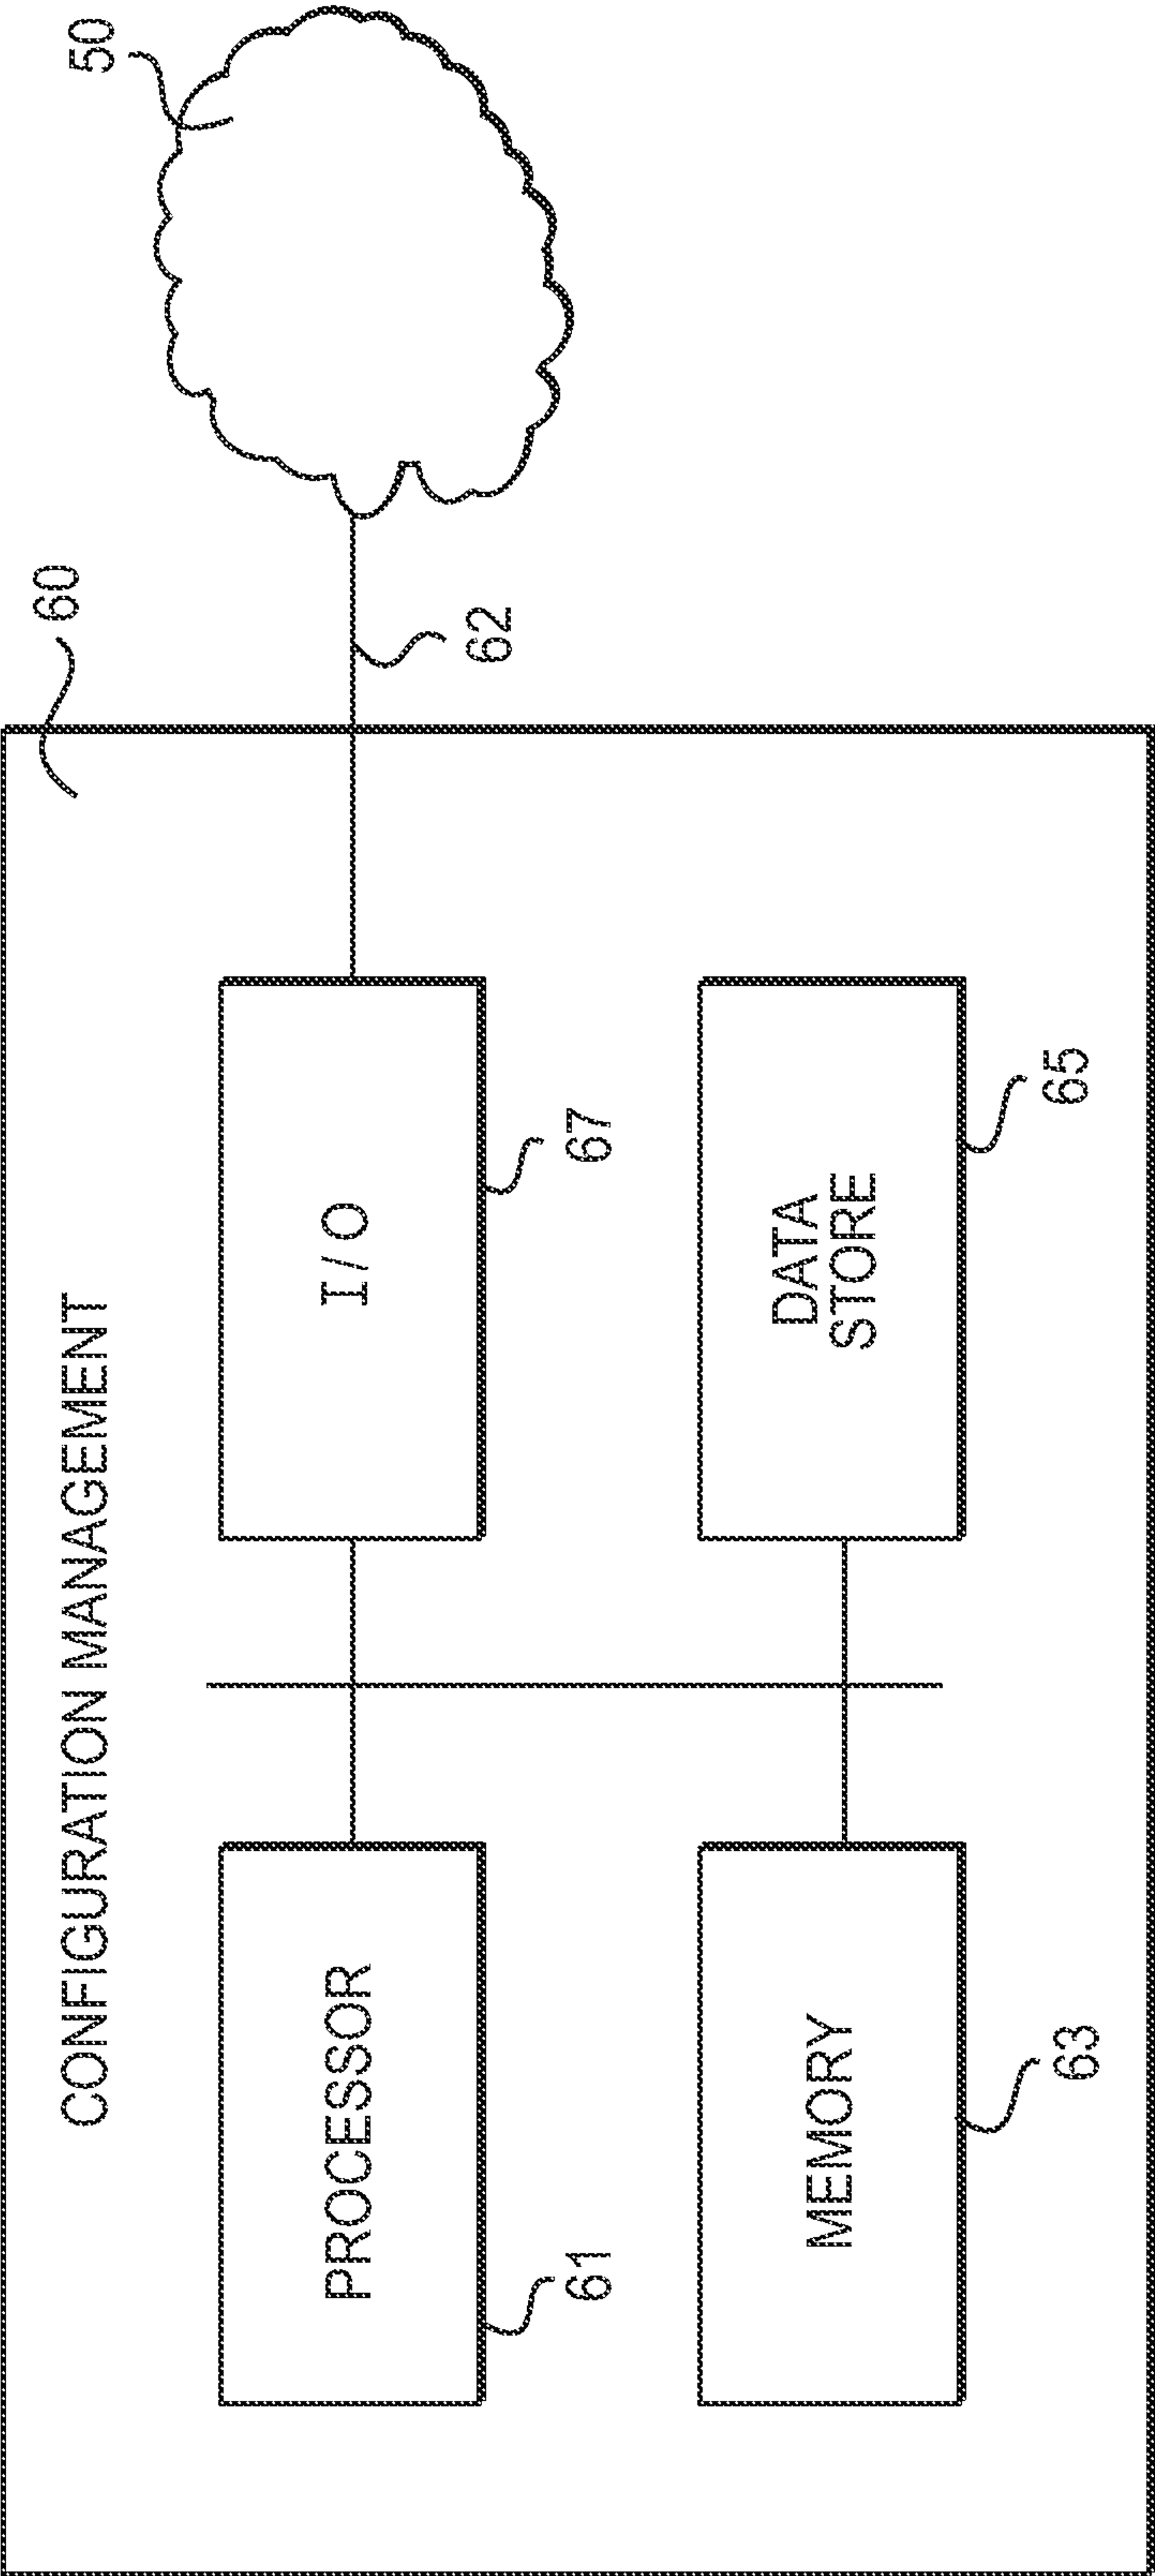 CONFIGURATION MANAGEMENT
60
50
PROCESSOR
61
I/O
67
62
MEMORY
63
DATA
STORE
65